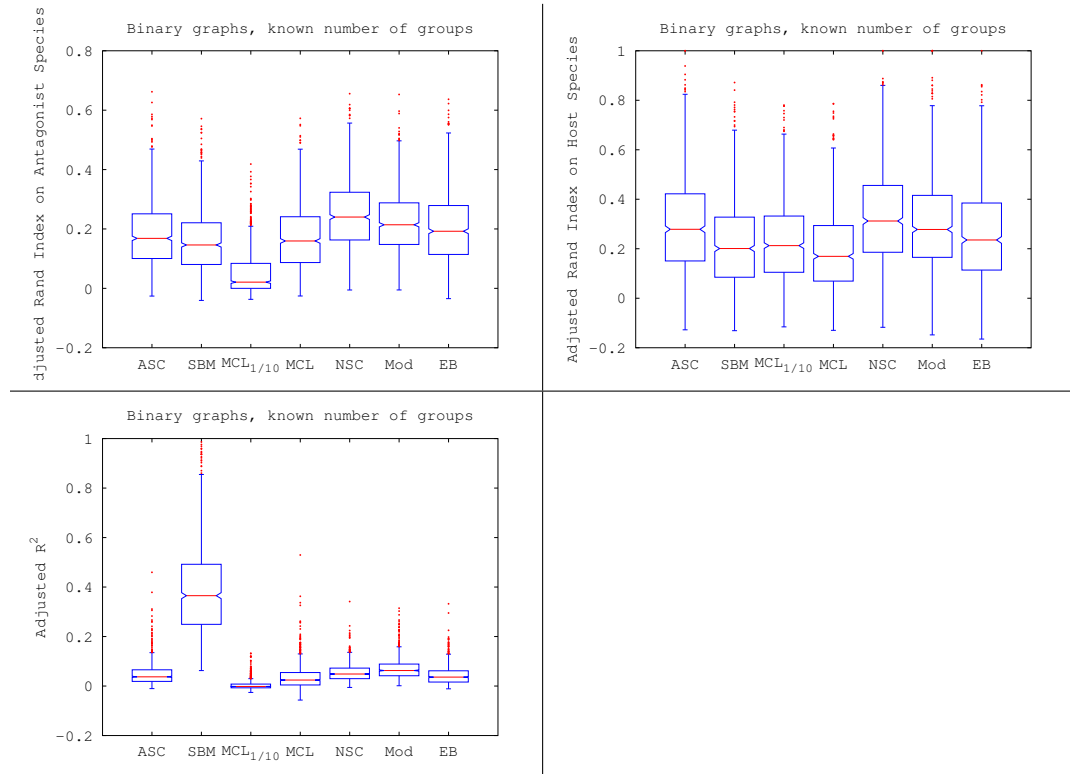 Binary graphs, known number of groups
djusted Rand Index on Antagonist Species
0.8
0.6
0.4
0.2
0
-0.2
ASC SBM MCL1/10 MCL NSC Mod EB
Binary graphs, known number of groups
Adjusted Rand Index on Host Species
1
0.8
0.6
0.4
0.2
0
-0.2
ASC SBM MCL1/10 MCL NSC Mod EB
Binary graphs, known number of groups
Adjusted R2
1
0.8
0.6
0.4
0.2
0
-0.2
ASC SBM MCL1/10 MCL NSC Mod EB